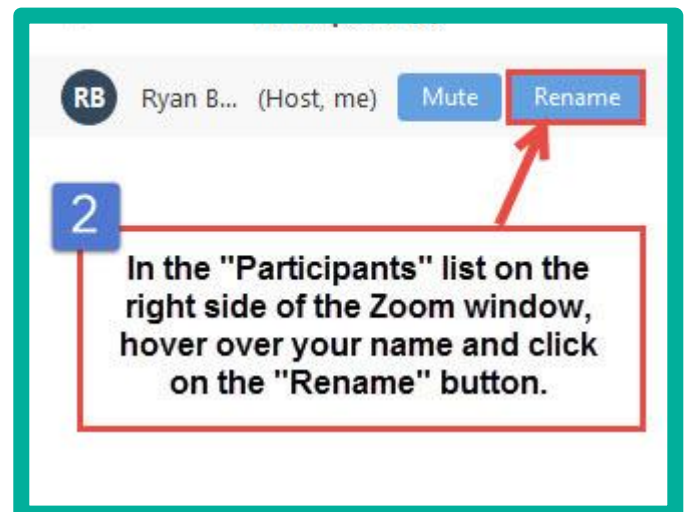 RB Ryan B... (Host, me) Mute Rename
2
In the "Participants" list on the
right side of the Zoom window,
hover over your name and click
on the "Rename" button.